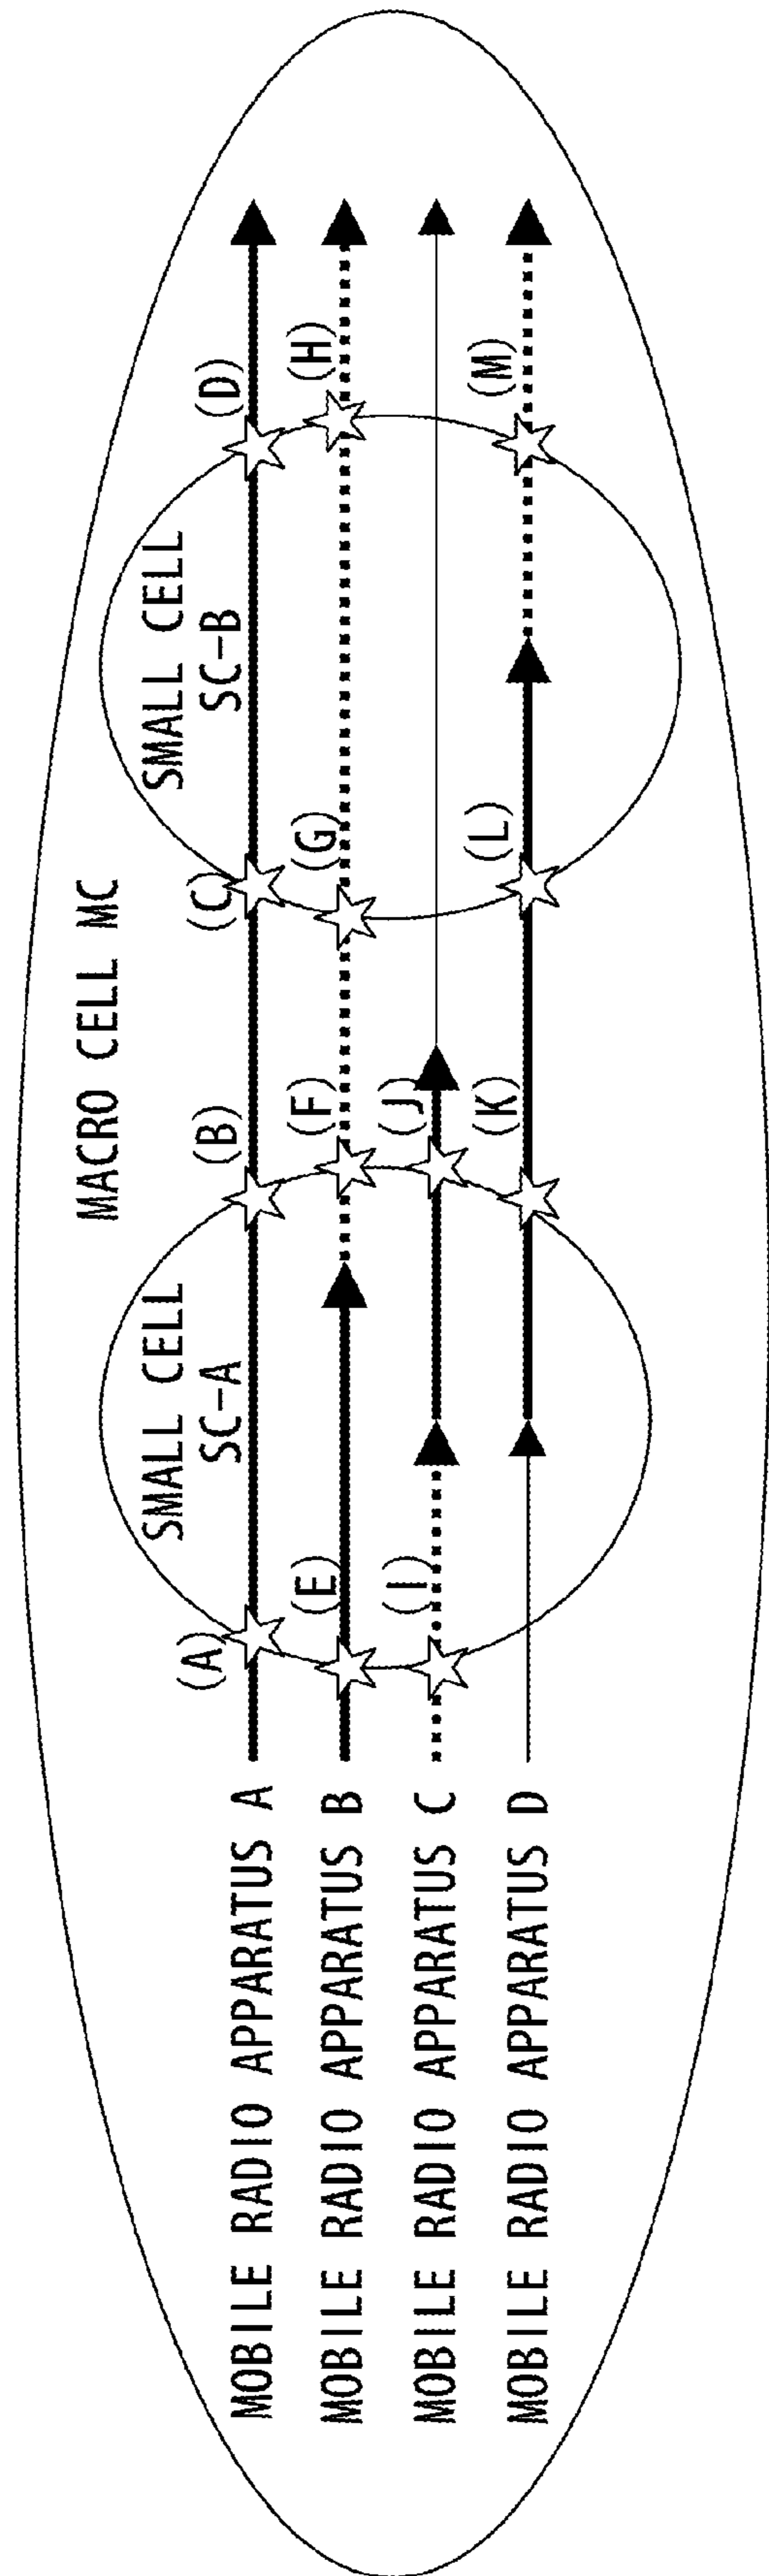 MACRO CELL MC
SMALL CELL
SC-A
SMALL CELL
SC-B
MOBILE RADIO APPARATUS A
(A)
(B)
(C)
(D)
MOBILE RADIO APPARATUS B
(E)
(F)
(G)
(H)
MOBILE RADIO APPARATUS C
(I)
(J)
MOBILE RADIO APPARATUS D
(K)
(L)
(M)